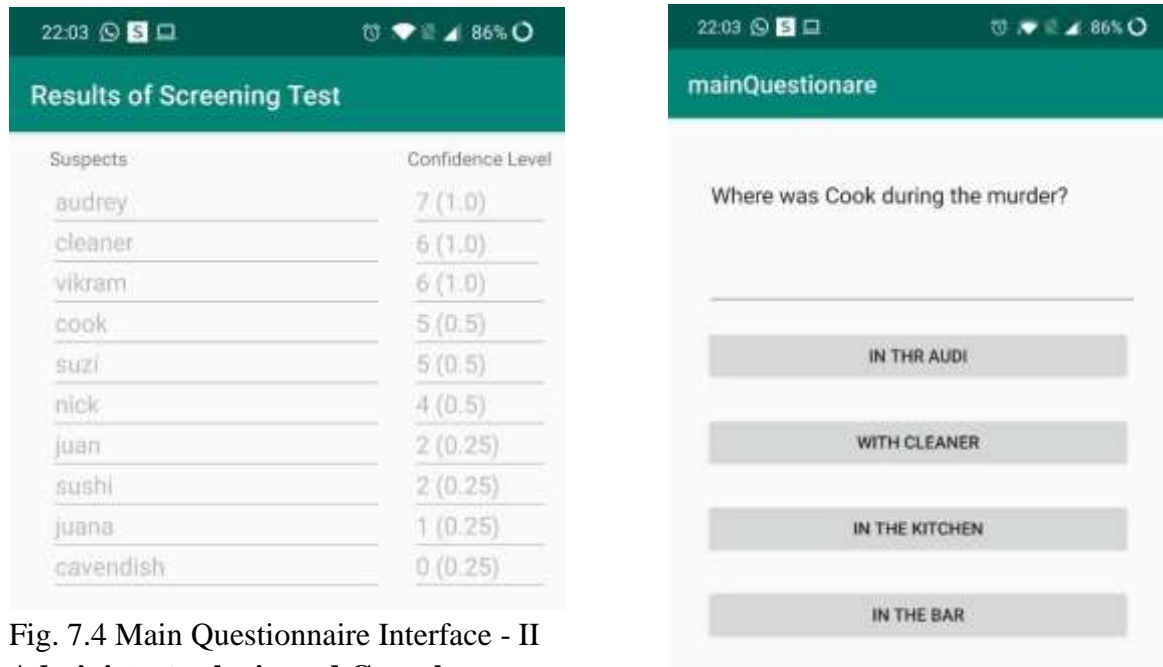 22:03 S 86%
Results of Screening Test
Suspects Confidence Level
audrey 7 (1.0)
cleaner 6 (1.0)
vikram 6 (1.0)
cook 5 (0.5)
suzi 5 (0.5)
nick 4 (0.5)
juan 2 (0.25)
sushi 2 (0.25)
juana 1 (0.25)
cavendish 0 (0.25)
Fig. 7.4 Main Questionnaire Interface - II
22:03 S 86%
mainQuestionare
Where was Cook during the murder?
IN THR AUDI
WITH CLEANER
IN THE KITCHEN
IN THE BAR